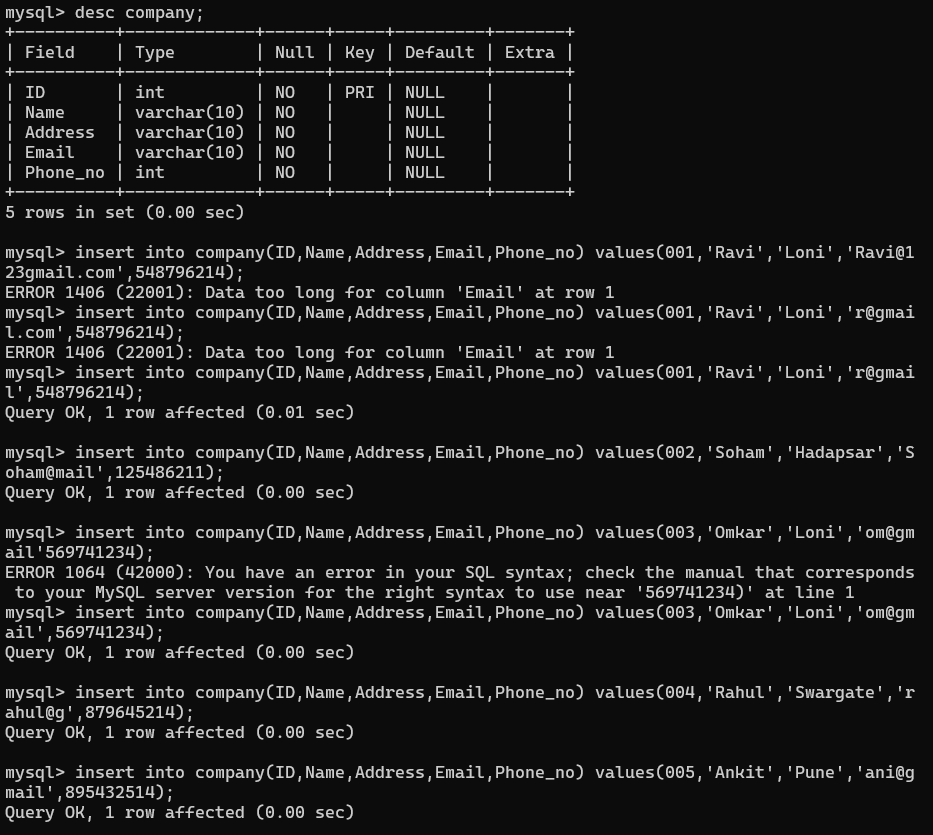 mysql> desc company;
+----------+-------------+------+-----+---------+-------+
| Field    | Type        | Null | Key | Default | Extra |
+----------+-------------+------+-----+---------+-------+
| ID       | int         | NO   | PRI | NULL    |       |
| Name     | varchar(10) | NO   |     | NULL    |       |
| Address  | varchar(10) | NO   |     | NULL    |       |
| Email    | varchar(10) | NO   |     | NULL    |       |
| Phone_no | int         | NO   |     | NULL    |       |
+----------+-------------+------+-----+---------+-------+
5 rows in set (0.00 sec)

mysql> insert into company(ID,Name,Address,Email,Phone_no) values(001,'Ravi','Loni','Ravi@1
23gmail.com',548796214);
ERROR 1406 (22001): Data too long for column 'Email' at row 1
mysql> insert into company(ID,Name,Address,Email,Phone_no) values(001,'Ravi','Loni','r@gmai
l.com',548796214);
ERROR 1406 (22001): Data too long for column 'Email' at row 1
mysql> insert into company(ID,Name,Address,Email,Phone_no) values(001,'Ravi','Loni','r@gmai
l',548796214);
Query OK, 1 row affected (0.01 sec)

mysql> insert into company(ID,Name,Address,Email,Phone_no) values(002,'Soham','Hadapsar','S
oham@mail',125486211);
Query OK, 1 row affected (0.00 sec)

mysql> insert into company(ID,Name,Address,Email,Phone_no) values(003,'Omkar','Loni','om@gm
ail'569741234);
ERROR 1064 (42000): You have an error in your SQL syntax; check the manual that corresponds
 to your MySQL server version for the right syntax to use near '569741234)' at line 1
mysql> insert into company(ID,Name,Address,Email,Phone_no) values(003,'Omkar','Loni','om@gm
ail',569741234);
Query OK, 1 row affected (0.00 sec)

mysql> insert into company(ID,Name,Address,Email,Phone_no) values(004,'Rahul','Swargate','r
ahul@g',879645214);
Query OK, 1 row affected (0.00 sec)

mysql> insert into company(ID,Name,Address,Email,Phone_no) values(005,'Ankit','Pune','ani@g
mail',895432514);
Query OK, 1 row affected (0.00 sec)